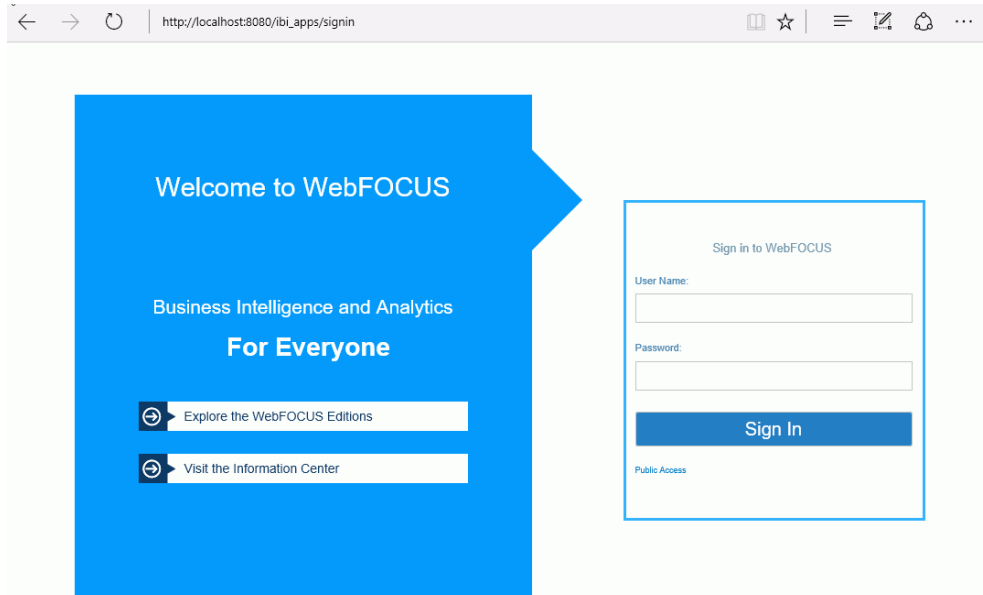 http://localhost:8080/ibi_apps/signin
Welcome to WebFOCUS
Business Intelligence and Analytics
For Everyone
Explore the WebFOCUS Editions
Visit the Information Center
Sign in to WebFOCUS
User Name:
Password:
Sign In
Public Access